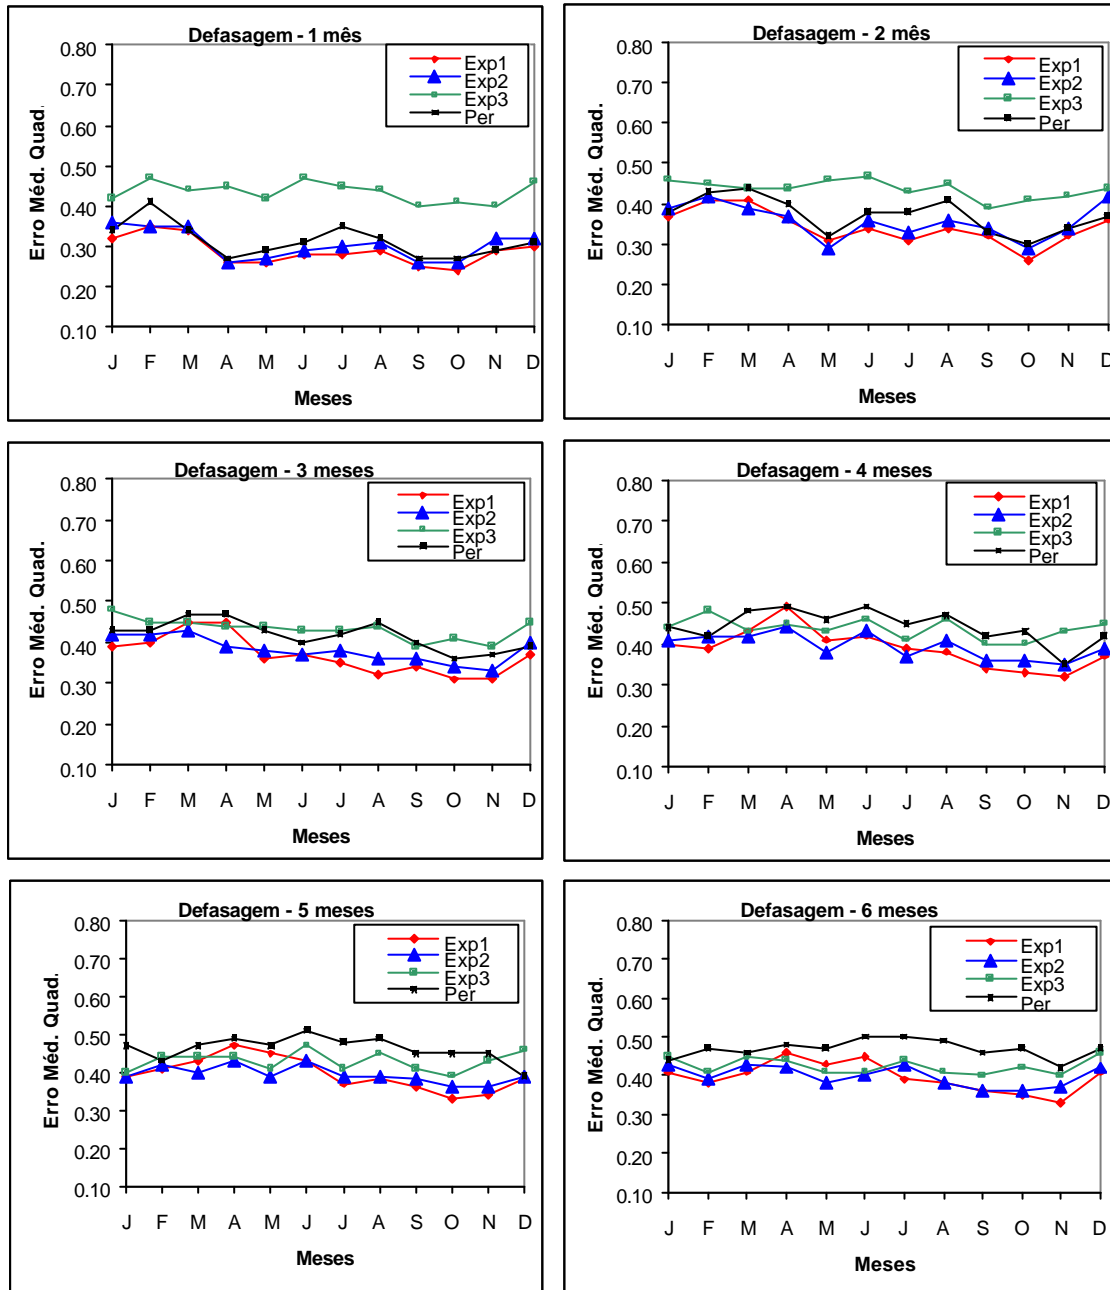 Defasagem - 1 mês
Exp1
Exp2
Exp3
Per
0.80
0.70
0.60
0.50
0.40
0.30
0.20
0.10
Erro Méd. Quad.
J F M A M J J A S O N D
Meses
Defasagem - 2 mês
Exp1
Exp2
Exp3
Per
0.80
0.70
0.60
0.50
0.40
0.30
0.20
0.10
Erro Méd. Quad.
J F M A M J J A S O N D
Meses
Defasagem - 3 meses
Exp1
Exp2
Exp3
Per
0.80
0.70
0.60
0.50
0.40
0.30
0.20
0.10
Erro Méd. Quad.
J F M A M J J A S O N D
Meses
Defasagem - 4 meses
Exp1
Exp2
Exp3
Per
0.80
0.70
0.60
0.50
0.40
0.30
0.20
0.10
Erro Méd. Quad.
J F M A M J J A S O N D
Meses
Defasagem - 5 meses
Exp1
Exp2
Exp3
Per
0.80
0.70
0.60
0.50
0.40
0.30
0.20
0.10
Erro Méd. Quad.
J F M A M J J A S O N D
Meses
Defasagem - 6 meses
Exp1
Exp2
Exp3
Per
0.80
0.70
0.60
0.50
0.40
0.30
0.20
0.10
Erro Méd. Quad.
J F M A M J J A S O N D
Meses